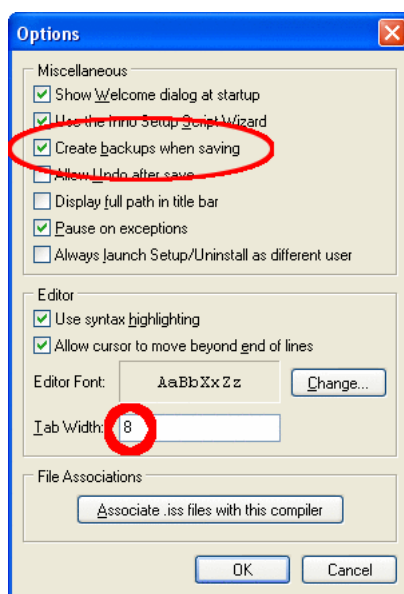 Options
Miscellaneous
Show Welcome dialog at startup
Use the Inno Setup Script Wizard
Create backups when saving
Allow Undo after save
Display full path in title bar
Pause on exceptions
Always launch Setup/Uninstall as different user
Editor
Use syntax highlighting
Allow cursor to move beyond end of lines
Editor Font: AaBbXxZz Change...
Tab Width: 8
File Associations
Associate .iss files with this compiler
OK Cancel